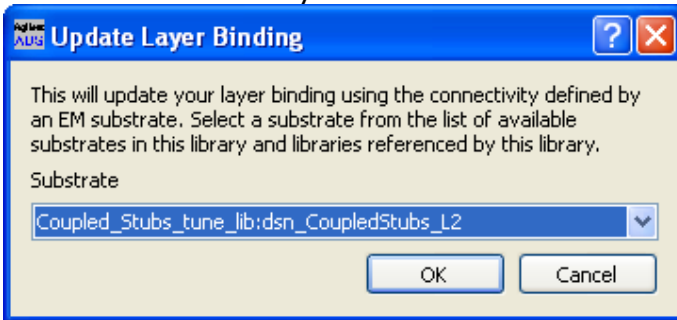 Agilent
ADS
Update Layer Binding
This will update your layer binding using the connectivity defined by
an EM substrate. Select a substrate from the list of available
substrates in this library and libraries referenced by this library.
Substrate
Coupled_Stubs_tune_lib:dsn_CoupledStubs_L2
OK Cancel